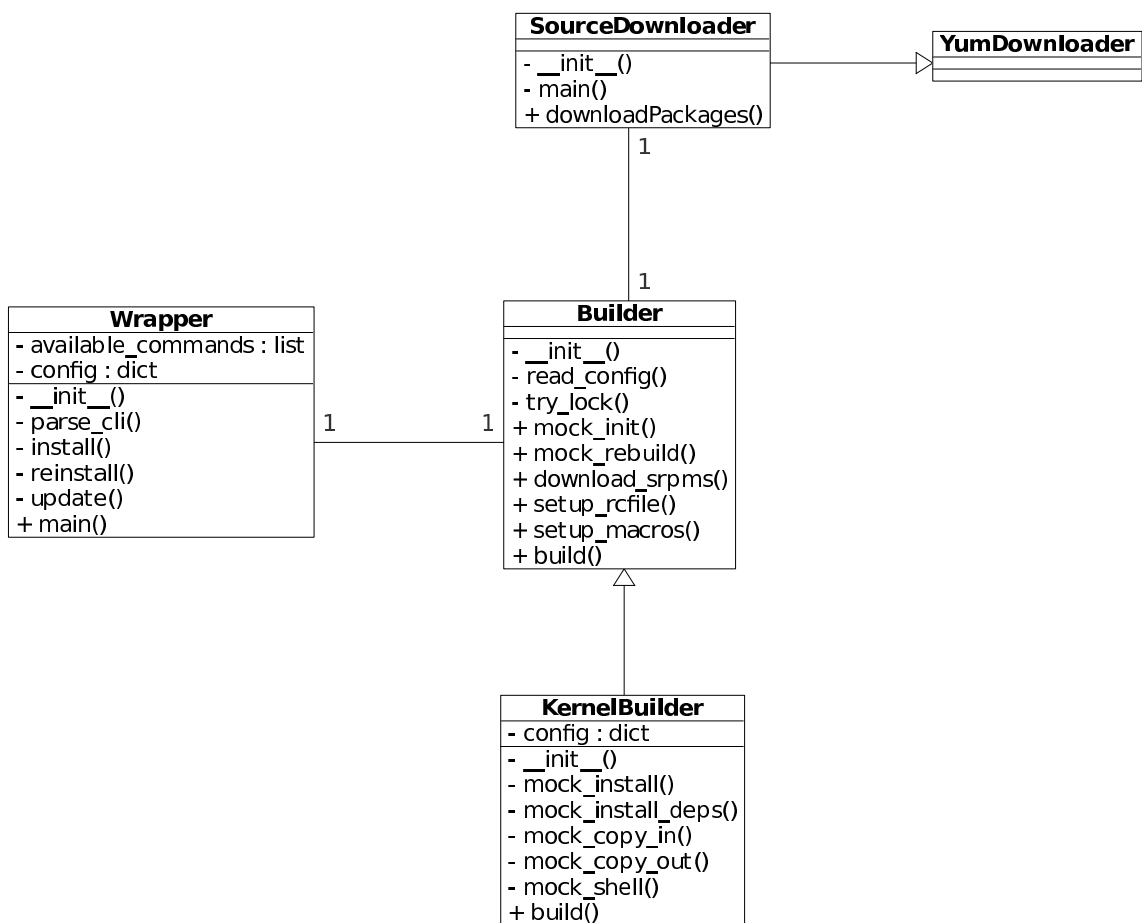 SourceDownloader
- __init__()
- main()
+ downloadPackages()
YumDownloader
1
1
Wrapper
- available_commands : list
- config : dict
- __init__()
- parse_cli()
- install()
- reinstall()
- update()
+ main()
1
1
Builder
- __init__()
- read_config()
- try_lock()
+ mock_init()
+ mock_rebuild()
+ download_srpms()
+ setup_rcfile()
+ setup_macros()
+ build()
KernelBuilder
- config : dict
- __init__()
- mock_install()
- mock_install_deps()
- mock_copy_in()
- mock_copy_out()
- mock_shell()
+ build()